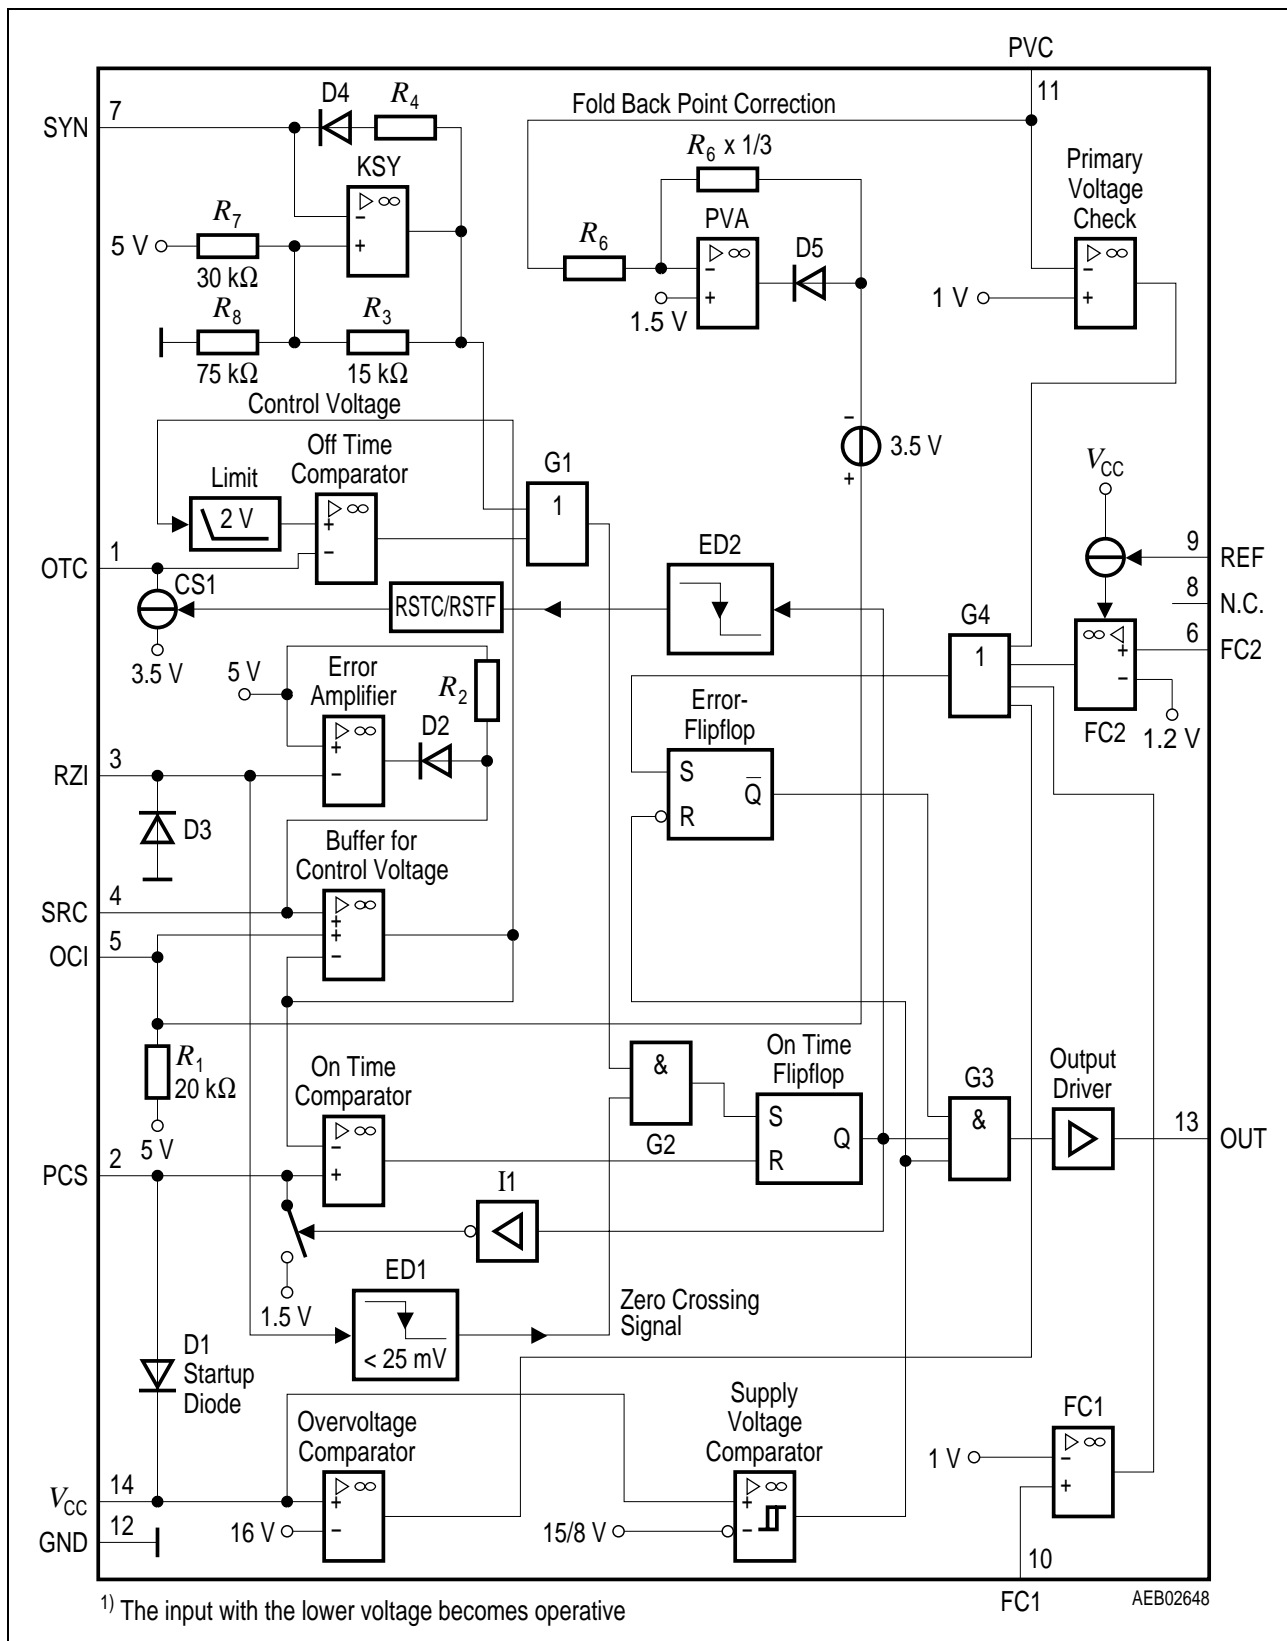 PVC
11
SYN
7
D4
R4
Fold Back Point Correction
R6 x 1/3
KSY
▷ ∞
−
+
R7
5 V
30 kΩ
R8
75 kΩ
R3
15 kΩ
R6
PVA
▷ ∞
−
+
1.5 V
D5
Primary
Voltage
Check
▷ ∞
−
+
1 V
Control Voltage
Off Time
Comparator
▷ ∞
+
−
Limit
2 V
G1
1
−
3.5 V
+
VCC
OTC
1
CS1
3.5 V
RSTC/RSTF
ED2
G4
1
9
REF
8
N.C.
6
FC2
∞ ◁
+
−
FC2
1.2 V
5 V
Error
Amplifier
▷ ∞
+
−
R2
D2
RZI
3
D3
Error-
Flipflop
S
R
Q̅
Buffer for
Control Voltage
▷ ∞
+
+
−
SRC
4
OCI
5
R1
20 kΩ
5 V
On Time
Comparator
▷ ∞
−
+
&
G2
On Time
Flipflop
S
R
Q
G3
&
Output
Driver
13
OUT
PCS
2
I1
1.5 V
ED1
< 25 mV
Zero Crossing
Signal
D1
Startup
Diode
Overvoltage
Comparator
▷ ∞
+
−
16 V
Supply
Voltage
Comparator
▷ ∞
+
−
15/8 V
FC1
▷ ∞
−
+
1 V
VCC
14
GND
12
10
FC1
AEB02648
1) The input with the lower voltage becomes operative